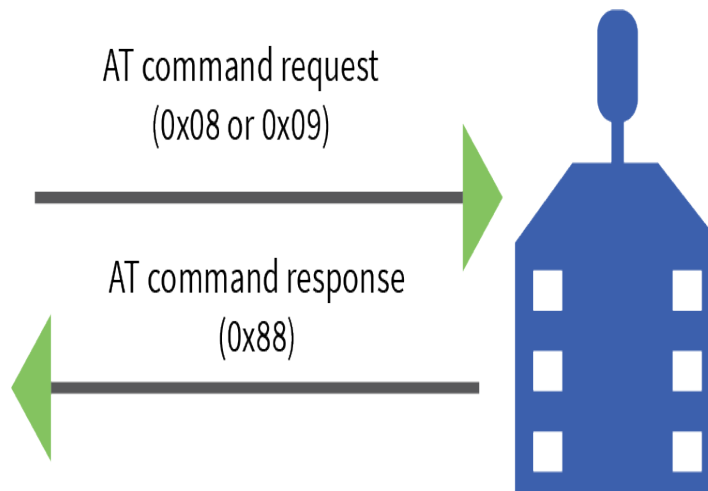 AT command request
(0x08 or 0x09)
AT command response
(0x88)